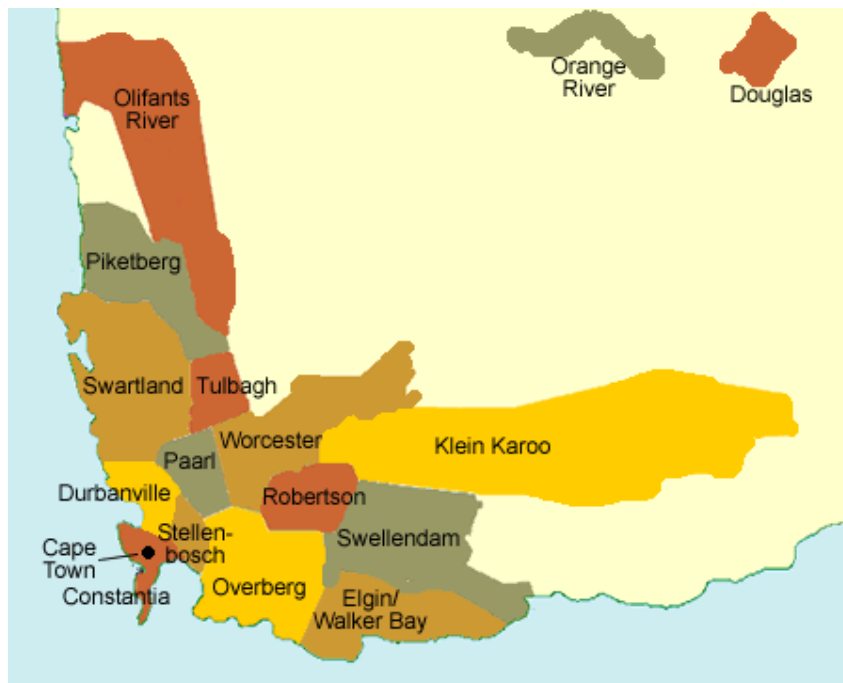 Orange
River
Douglas
Olifants
River
Piketberg
Swartland
Tulbagh
Worcester
Klein Karoo
Paarl
Durbanville
Robertson
Stellen-
bosch
Swellendam
Cape
Town
Overberg
Constantia
Elgin/
Walker Bay